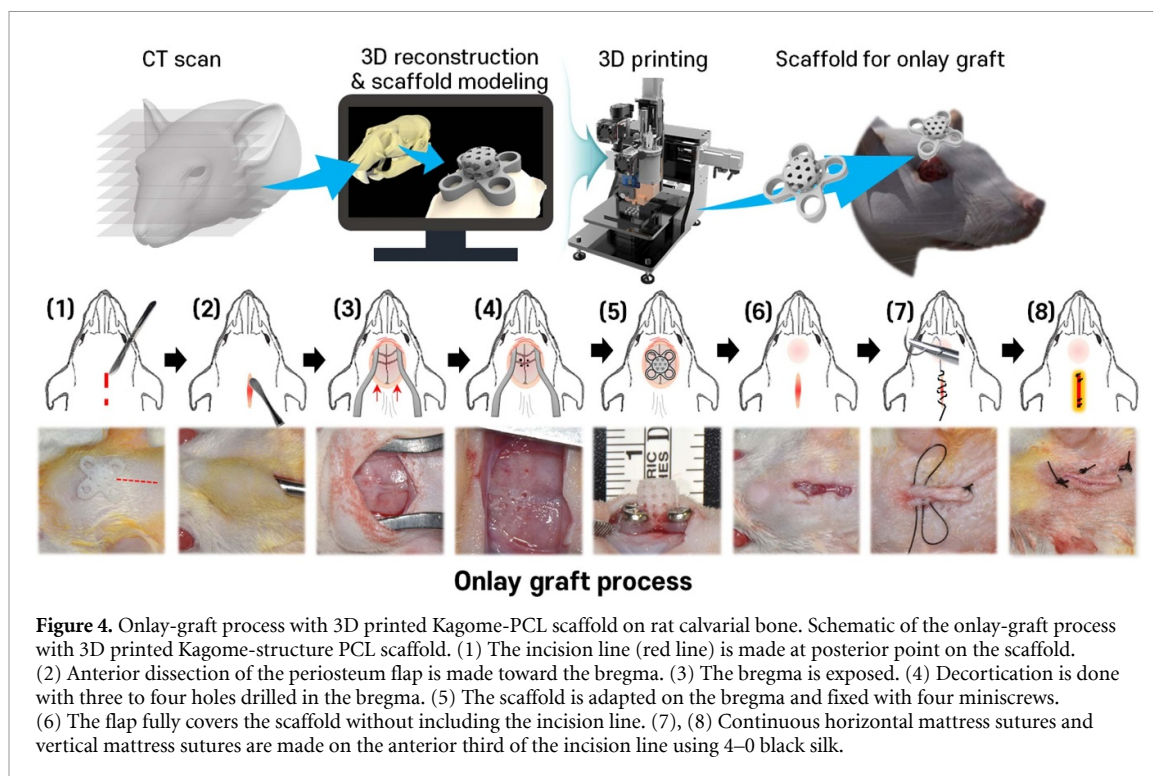 CT scan
3D reconstruction
& scaffold modeling
3D printing
Scaffold for onlay graft
(1)
(2)
(3)
(4)
(5)
(6)
(7)
(8)
1
RIC
D
MES
Onlay graft process
Figure 4. Onlay-graft process with 3D printed Kagome-PCL scaffold on rat calvarial bone. Schematic of the onlay-graft process
with 3D printed Kagome-structure PCL scaffold. (1) The incision line (red line) is made at posterior point on the scaffold.
(2) Anterior dissection of the periosteum flap is made toward the bregma. (3) The bregma is exposed. (4) Decortication is done
with three to four holes drilled in the bregma. (5) The scaffold is adapted on the bregma and fixed with four miniscrews.
(6) The flap fully covers the scaffold without including the incision line. (7), (8) Continuous horizontal mattress sutures and
vertical mattress sutures are made on the anterior third of the incision line using 4–0 black silk.